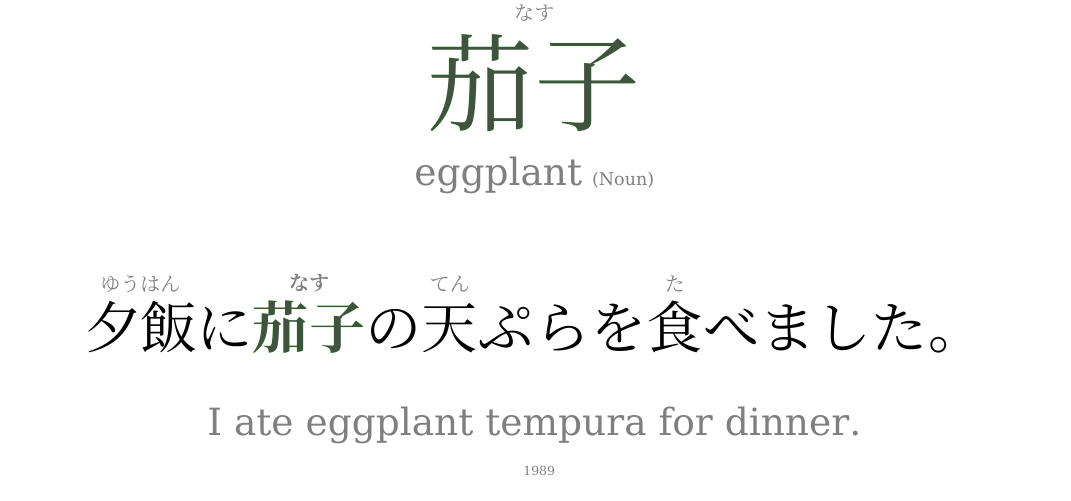 なす
茄子
eggplant (Noun)
ゆうはん なす てん た
夕飯に茄子の天ぷらを食べました。
I ate eggplant tempura for dinner.
1989